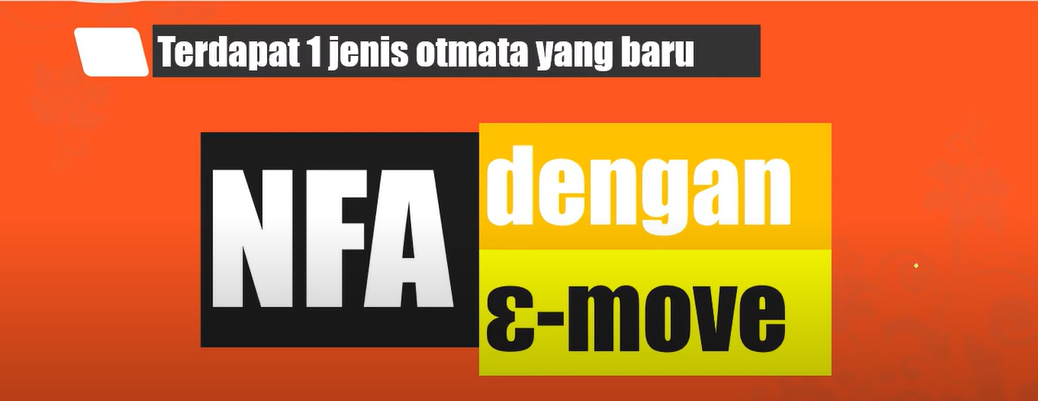 Terdapat 1 jenis otmata yang baru
NFA
dengan
ε-move